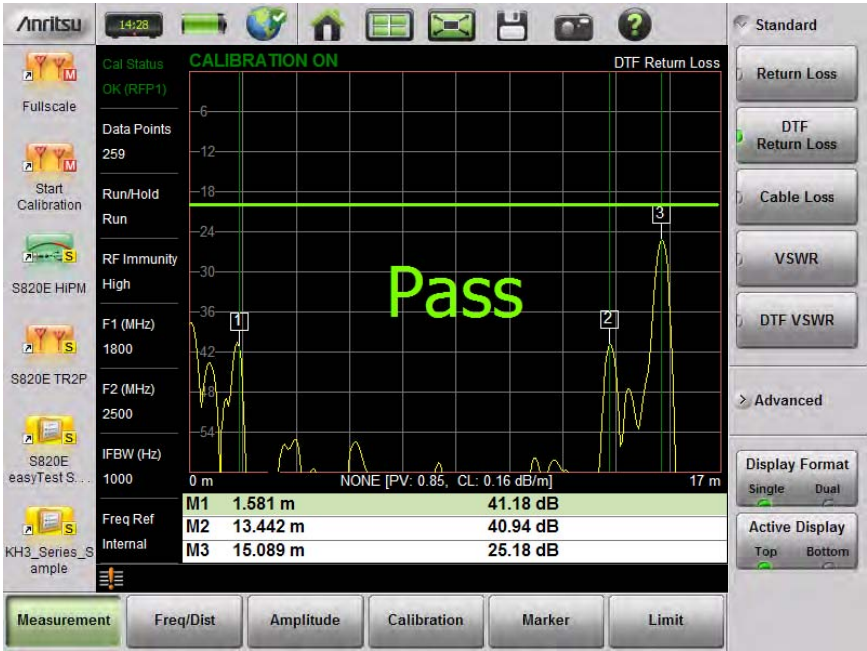 Anritsu
14:28
?
Standard
Fullscale
Start
Calibration
S820E HiPM
S820E TR2P
S820E
easyTest S...
KH3_Series_S
ample
Cal Status
OK (RFP1)
Data Points
259
Run/Hold
Run
RF Immunity
High
F1 (MHz)
1800
F2 (MHz)
2500
IFBW (Hz)
1000
Freq Ref
Internal
CALIBRATION ON
DTF Return Loss
-6
-12
-18
-24
-30
-36
-42
-48
-54
1
2
3
Pass
0 m
NONE [PV: 0.85, CL: 0.16 dB/m]
17 m
M1 1.581 m 41.18 dB
M2 13.442 m 40.94 dB
M3 15.089 m 25.18 dB
Return Loss
DTF
Return Loss
Cable Loss
VSWR
DTF VSWR
Advanced
Display Format
Single Dual
Active Display
Top Bottom
Measurement
Freq/Dist
Amplitude
Calibration
Marker
Limit